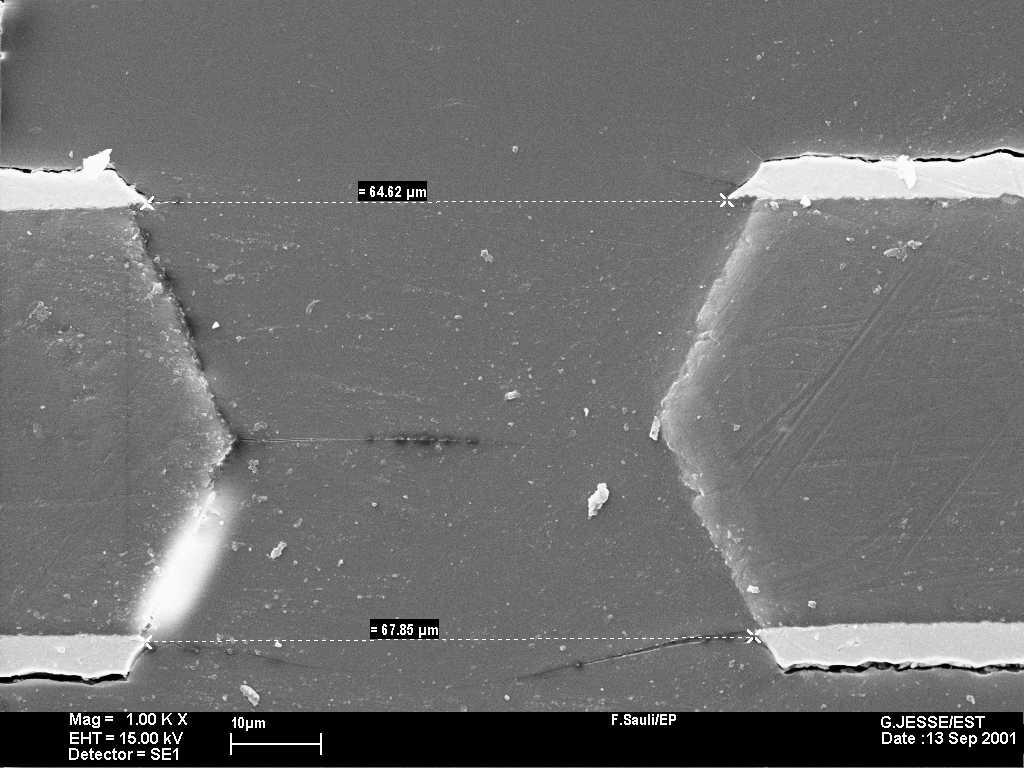 = 64.62 µm
= 67.85 µm
Mag = 1.00 K X
EHT = 15.00 kV
Detector = SE1
10µm
F.Sauli/EP
G.JESSE/EST
Date :13 Sep 2001